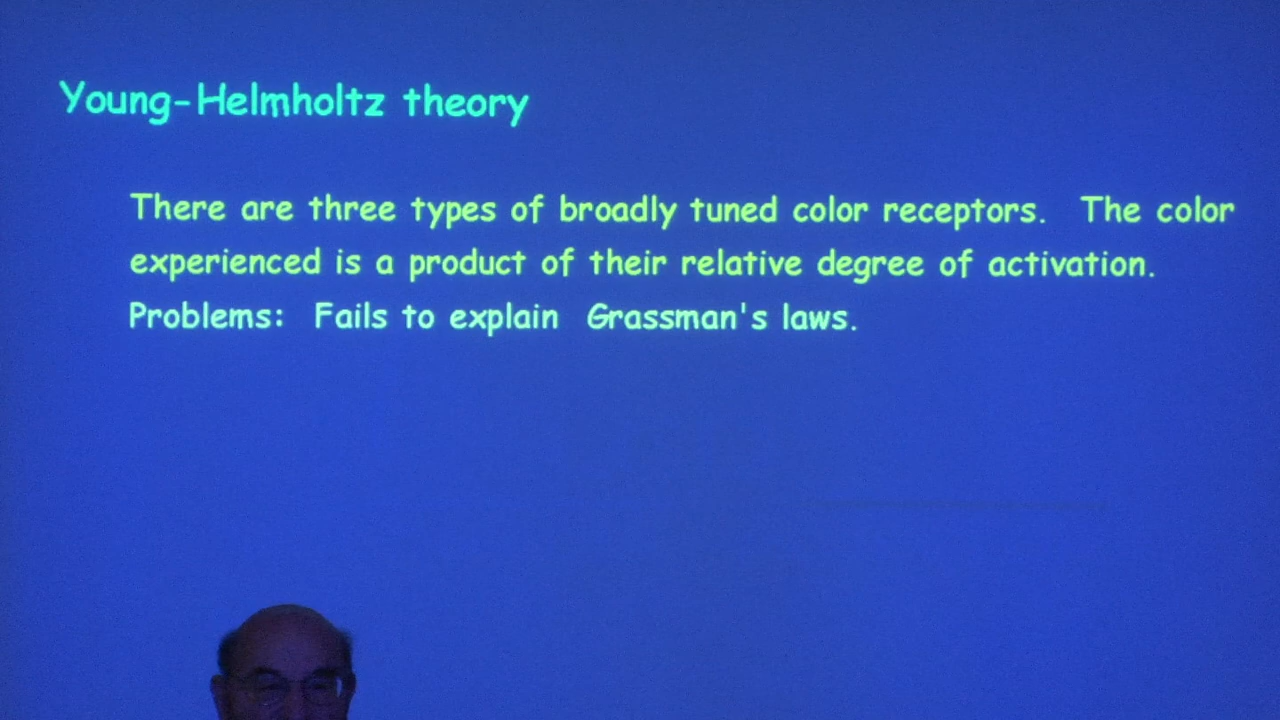 Young-Helmholtz theory
There are three types of broadly tuned color receptors.  The color
experienced is a product of their relative degree of activation.
Problems:  Fails to explain  Grassman's laws.